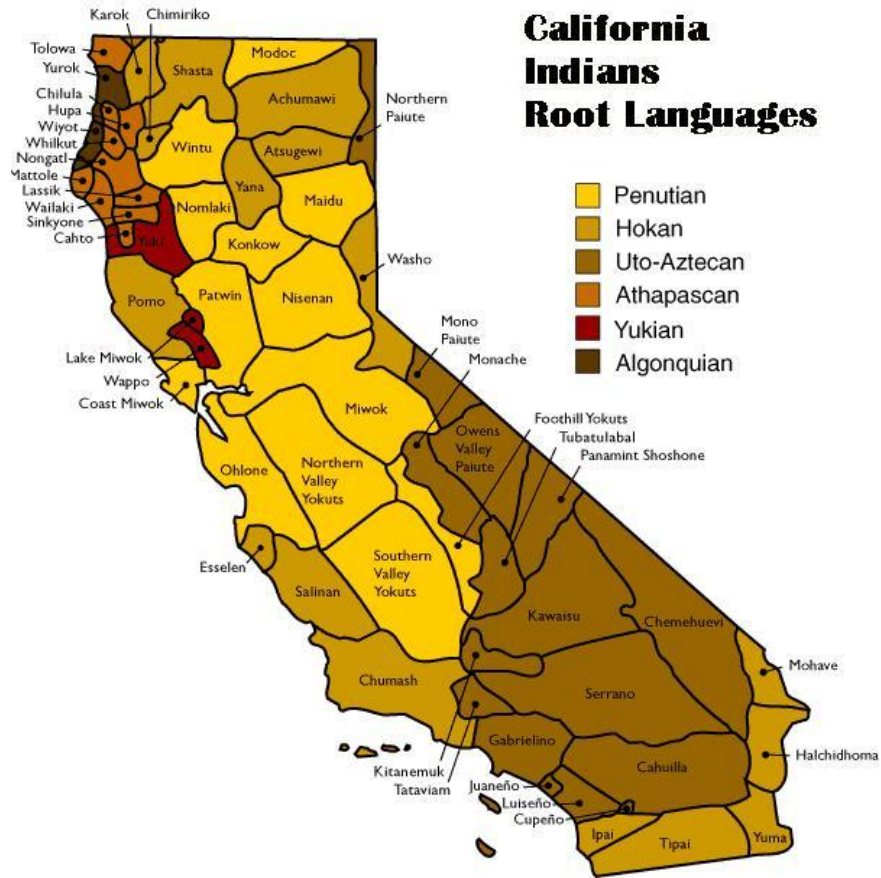 California
Indians
Root Languages
Penutian
Hokan
Uto-Aztecan
Athapascan
Yukian
Algonquian
Karok
Chimiriko
Tolowa
Yurok
Chilula
Hupa
Wiyot
Whilkut
Nongatl
Mattole
Lassik
Wailaki
Sinkyone
Cahto
Shasta
Modoc
Achumawi
Northern
Paiute
Wintu
Atsugewi
Yana
Maidu
Nomlaki
Yuki
Konkow
Washo
Pomo
Patwin
Nisenan
Lake Miwok
Wappo
Coast Miwok
Mono
Paiute
Monache
Miwok
Foothill Yokuts
Tubatulabal
Panamint Shoshone
Owens
Valley
Paiute
Ohlone
Northern
Valley
Yokuts
Esselen
Salinan
Southern
Valley
Yokuts
Kawaisu
Chemehuevi
Mohave
Chumash
Serrano
Halchidhoma
Gabrielino
Cahuilla
Kitanemuk
Tataviam
Juaneño
Luiseño
Cupeño
Ipai
Tipai
Yuma